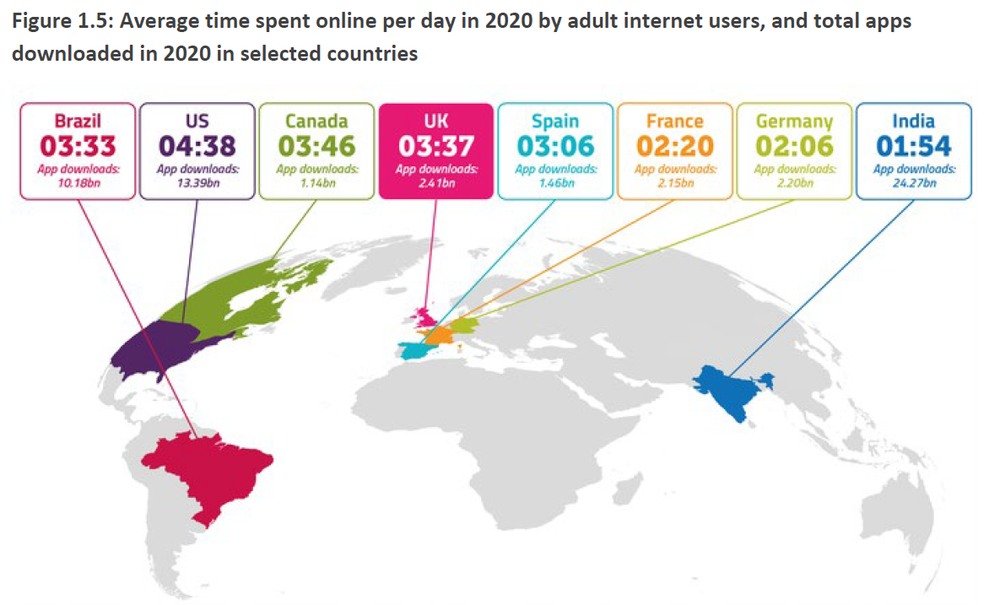 Figure 1.5: Average time spent online per day in 2020 by adult internet users, and total apps
downloaded in 2020 in selected countries
Brazil
03:33
App downloads:
10.18bn
US
04:38
App downloads:
13.39bn
Canada
03:46
App downloads:
1.14bn
UK
03:37
App downloads:
2.41bn
Spain
03:06
App downloads:
1.46bn
France
02:20
App downloads:
2.15bn
Germany
02:06
App downloads:
2.20bn
India
01:54
App downloads:
24.27bn